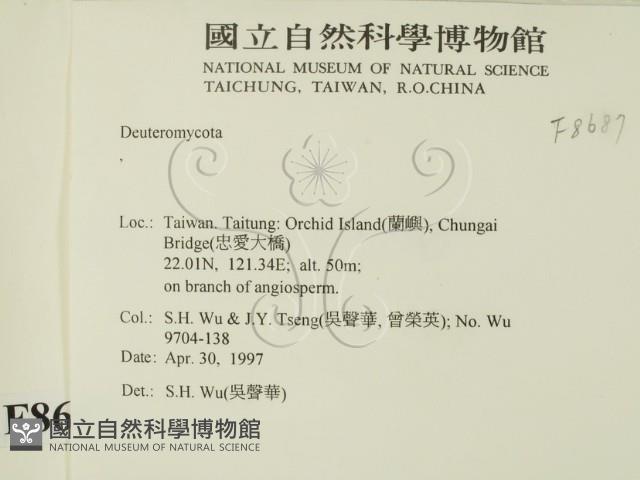 國立自然科學博物館
NATIONAL MUSEUM OF NATURAL SCIENCE
TAICHUNG, TAIWAN, R.O.CHINA
F8687
Deuteromycota
,
Loc.: Taiwan. Taitung: Orchid Island(蘭嶼), Chungai
Bridge(忠愛大橋)
22.01N, 121.34E; alt. 50m;
on branch of angiosperm.
Col.: S.H. Wu & J.Y. Tseng(吳聲華, 曾榮英); No. Wu
9704-138
Date: Apr. 30, 1997
Det.: S.H. Wu(吳聲華)
F86
國立自然科學博物館
NATIONAL MUSEUM OF NATURAL SCIENCE